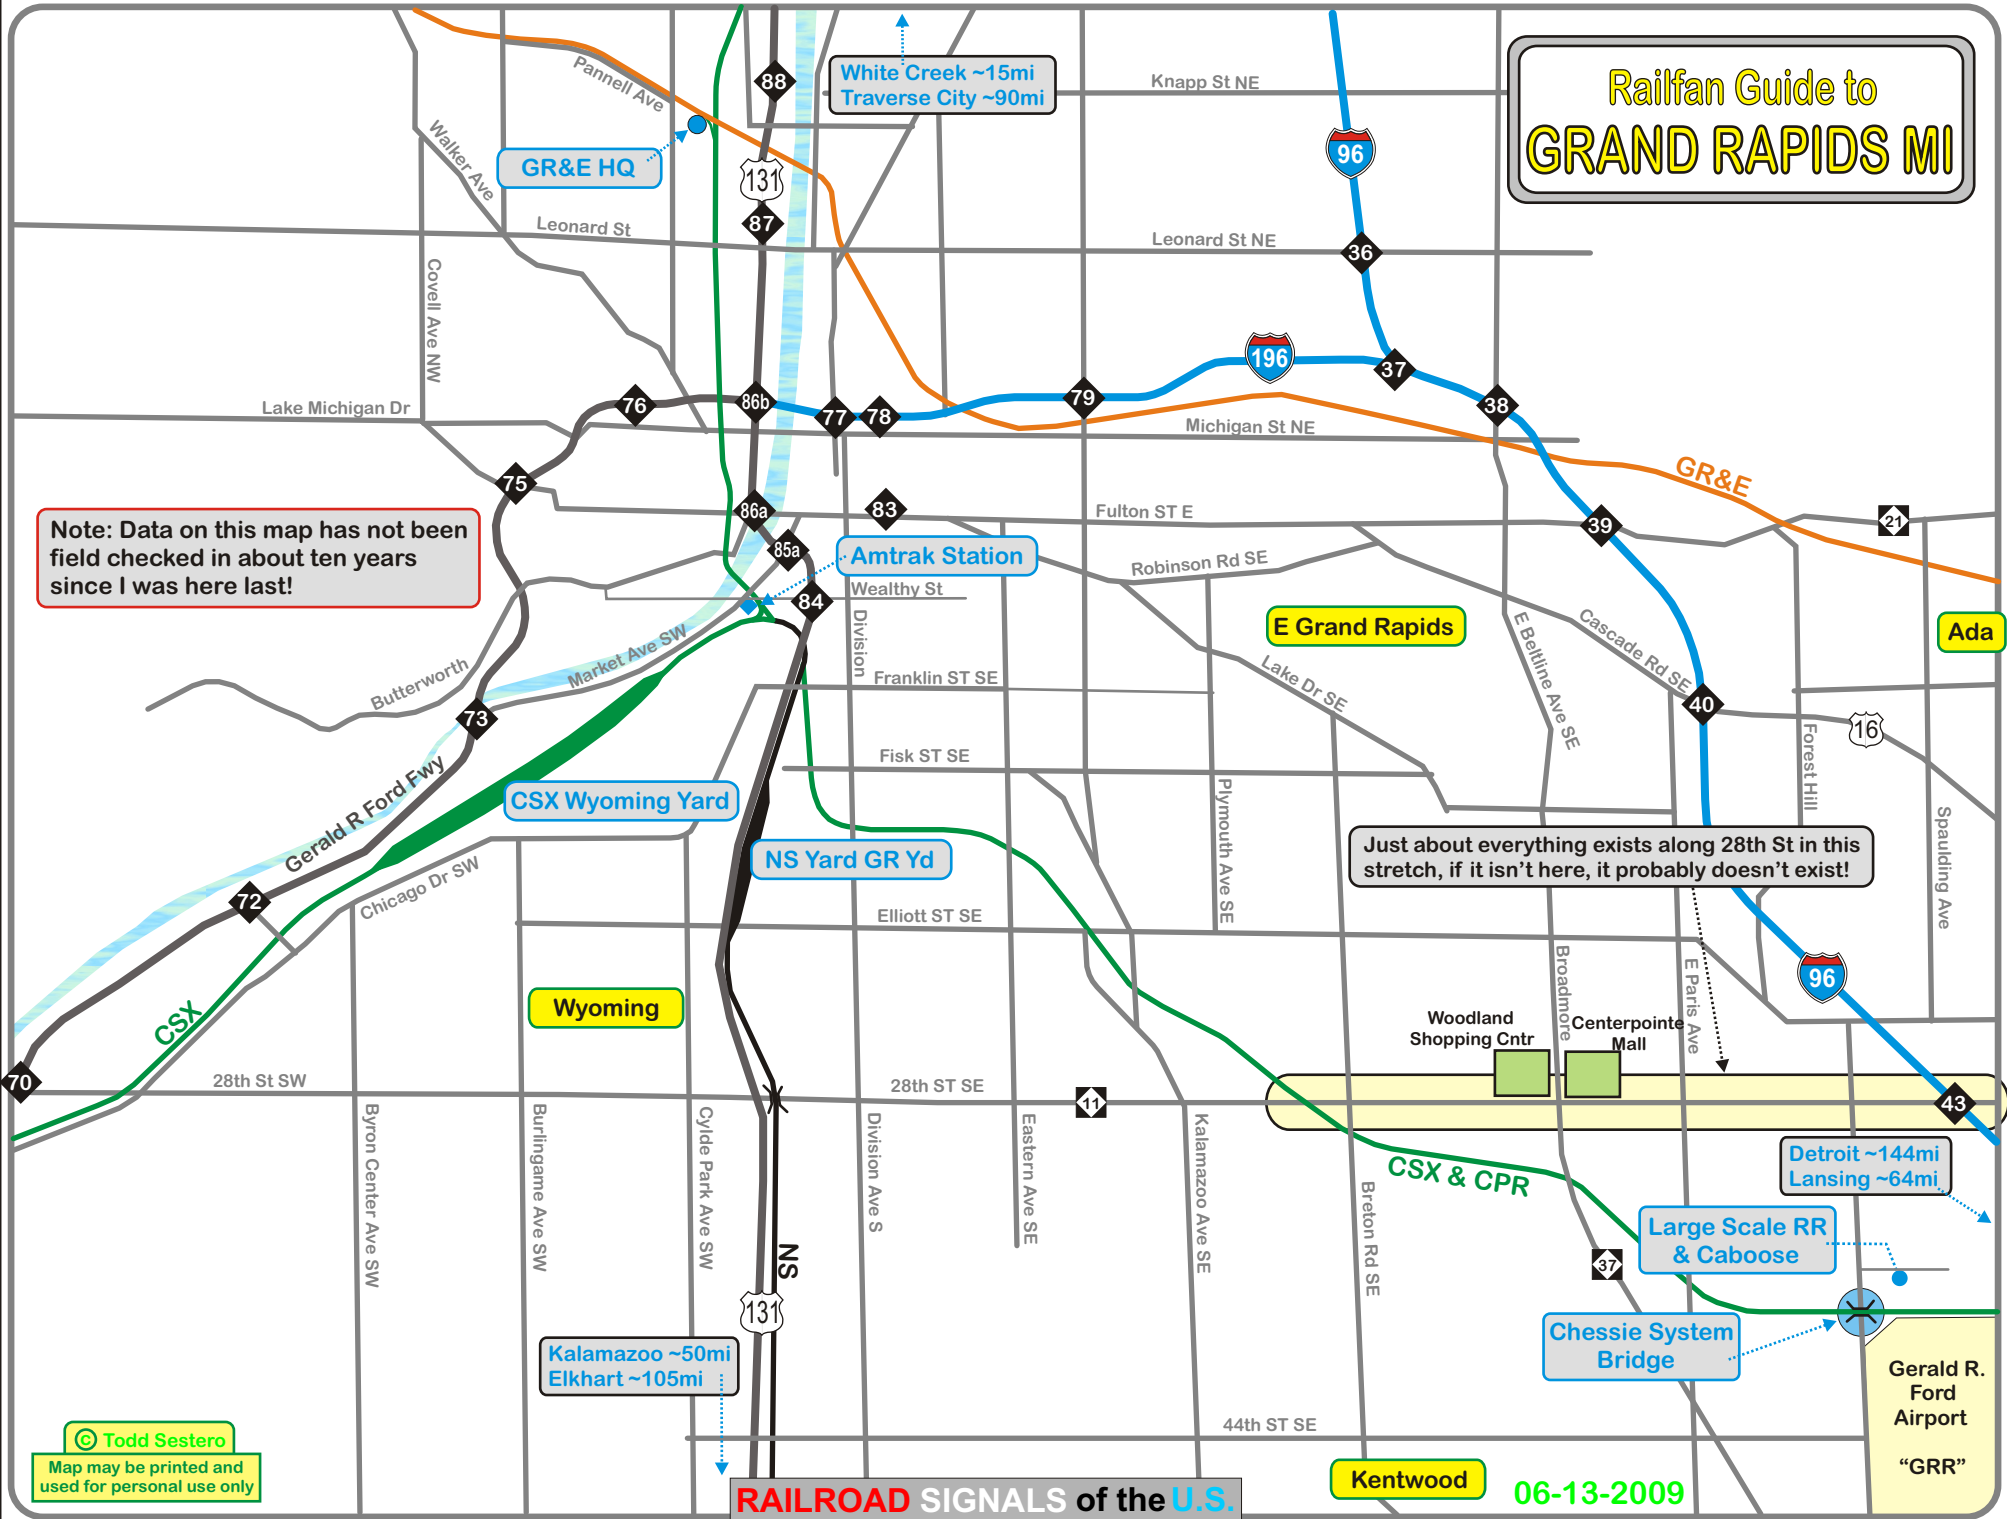 Railfan Guide to
GRAND RAPIDS MI
White Creek ~15mi
Traverse City ~90mi
Knapp St NE
Pannell Ave
Walker Ave
GR&E HQ
88
131
87
96
36
Leonard St
Leonard St NE
Covell Ave NW
196
37
38
79
Lake Michigan Dr
76
86b
77
78
Michigan St NE
GR&E
75
86a
83
85a
84
Fulton ST E
39
21
Note: Data on this map has not been
field checked in about ten years
since I was here last!
Amtrak Station
Wealthy St
Robinson Rd SE
Division
E Grand Rapids
Ada
E Beltline Ave SE
Cascade Rd SE
Butterworth
Market Ave SW
Franklin ST SE
Lake Dr SE
73
40
16
Forest Hill
Gerald R Ford Fwy
Fisk ST SE
Plymouth Ave SE
Spaulding Ave
CSX Wyoming Yard
NS Yard GR Yd
Just about everything exists along 28th St in this
stretch, if it isn't here, it probably doesn't exist!
72
Chicago Dr SW
Elliott ST SE
Broadmore
E Paris Ave
96
CSX
Wyoming
Woodland
Shopping Cntr
Centerpointe
Mall
70
28th St SW
28th ST SE
11
43
Byron Center Ave SW
Burlingame Ave SW
Cylde Park Ave SW
Division Ave S
Eastern Ave SE
Kalamazoo Ave SE
Breton Rd SE
CSX & CPR
Detroit ~144mi
Lansing ~64mi
Large Scale RR
& Caboose
37
NS
131
Chessie System
Bridge
Kalamazoo ~50mi
Elkhart ~105mi
Gerald R.
Ford
Airport
"GRR"
44th ST SE
Kentwood
© Todd Sestero
Map may be printed and
used for personal use only
RAILROAD SIGNALS of the U.S.
06-13-2009